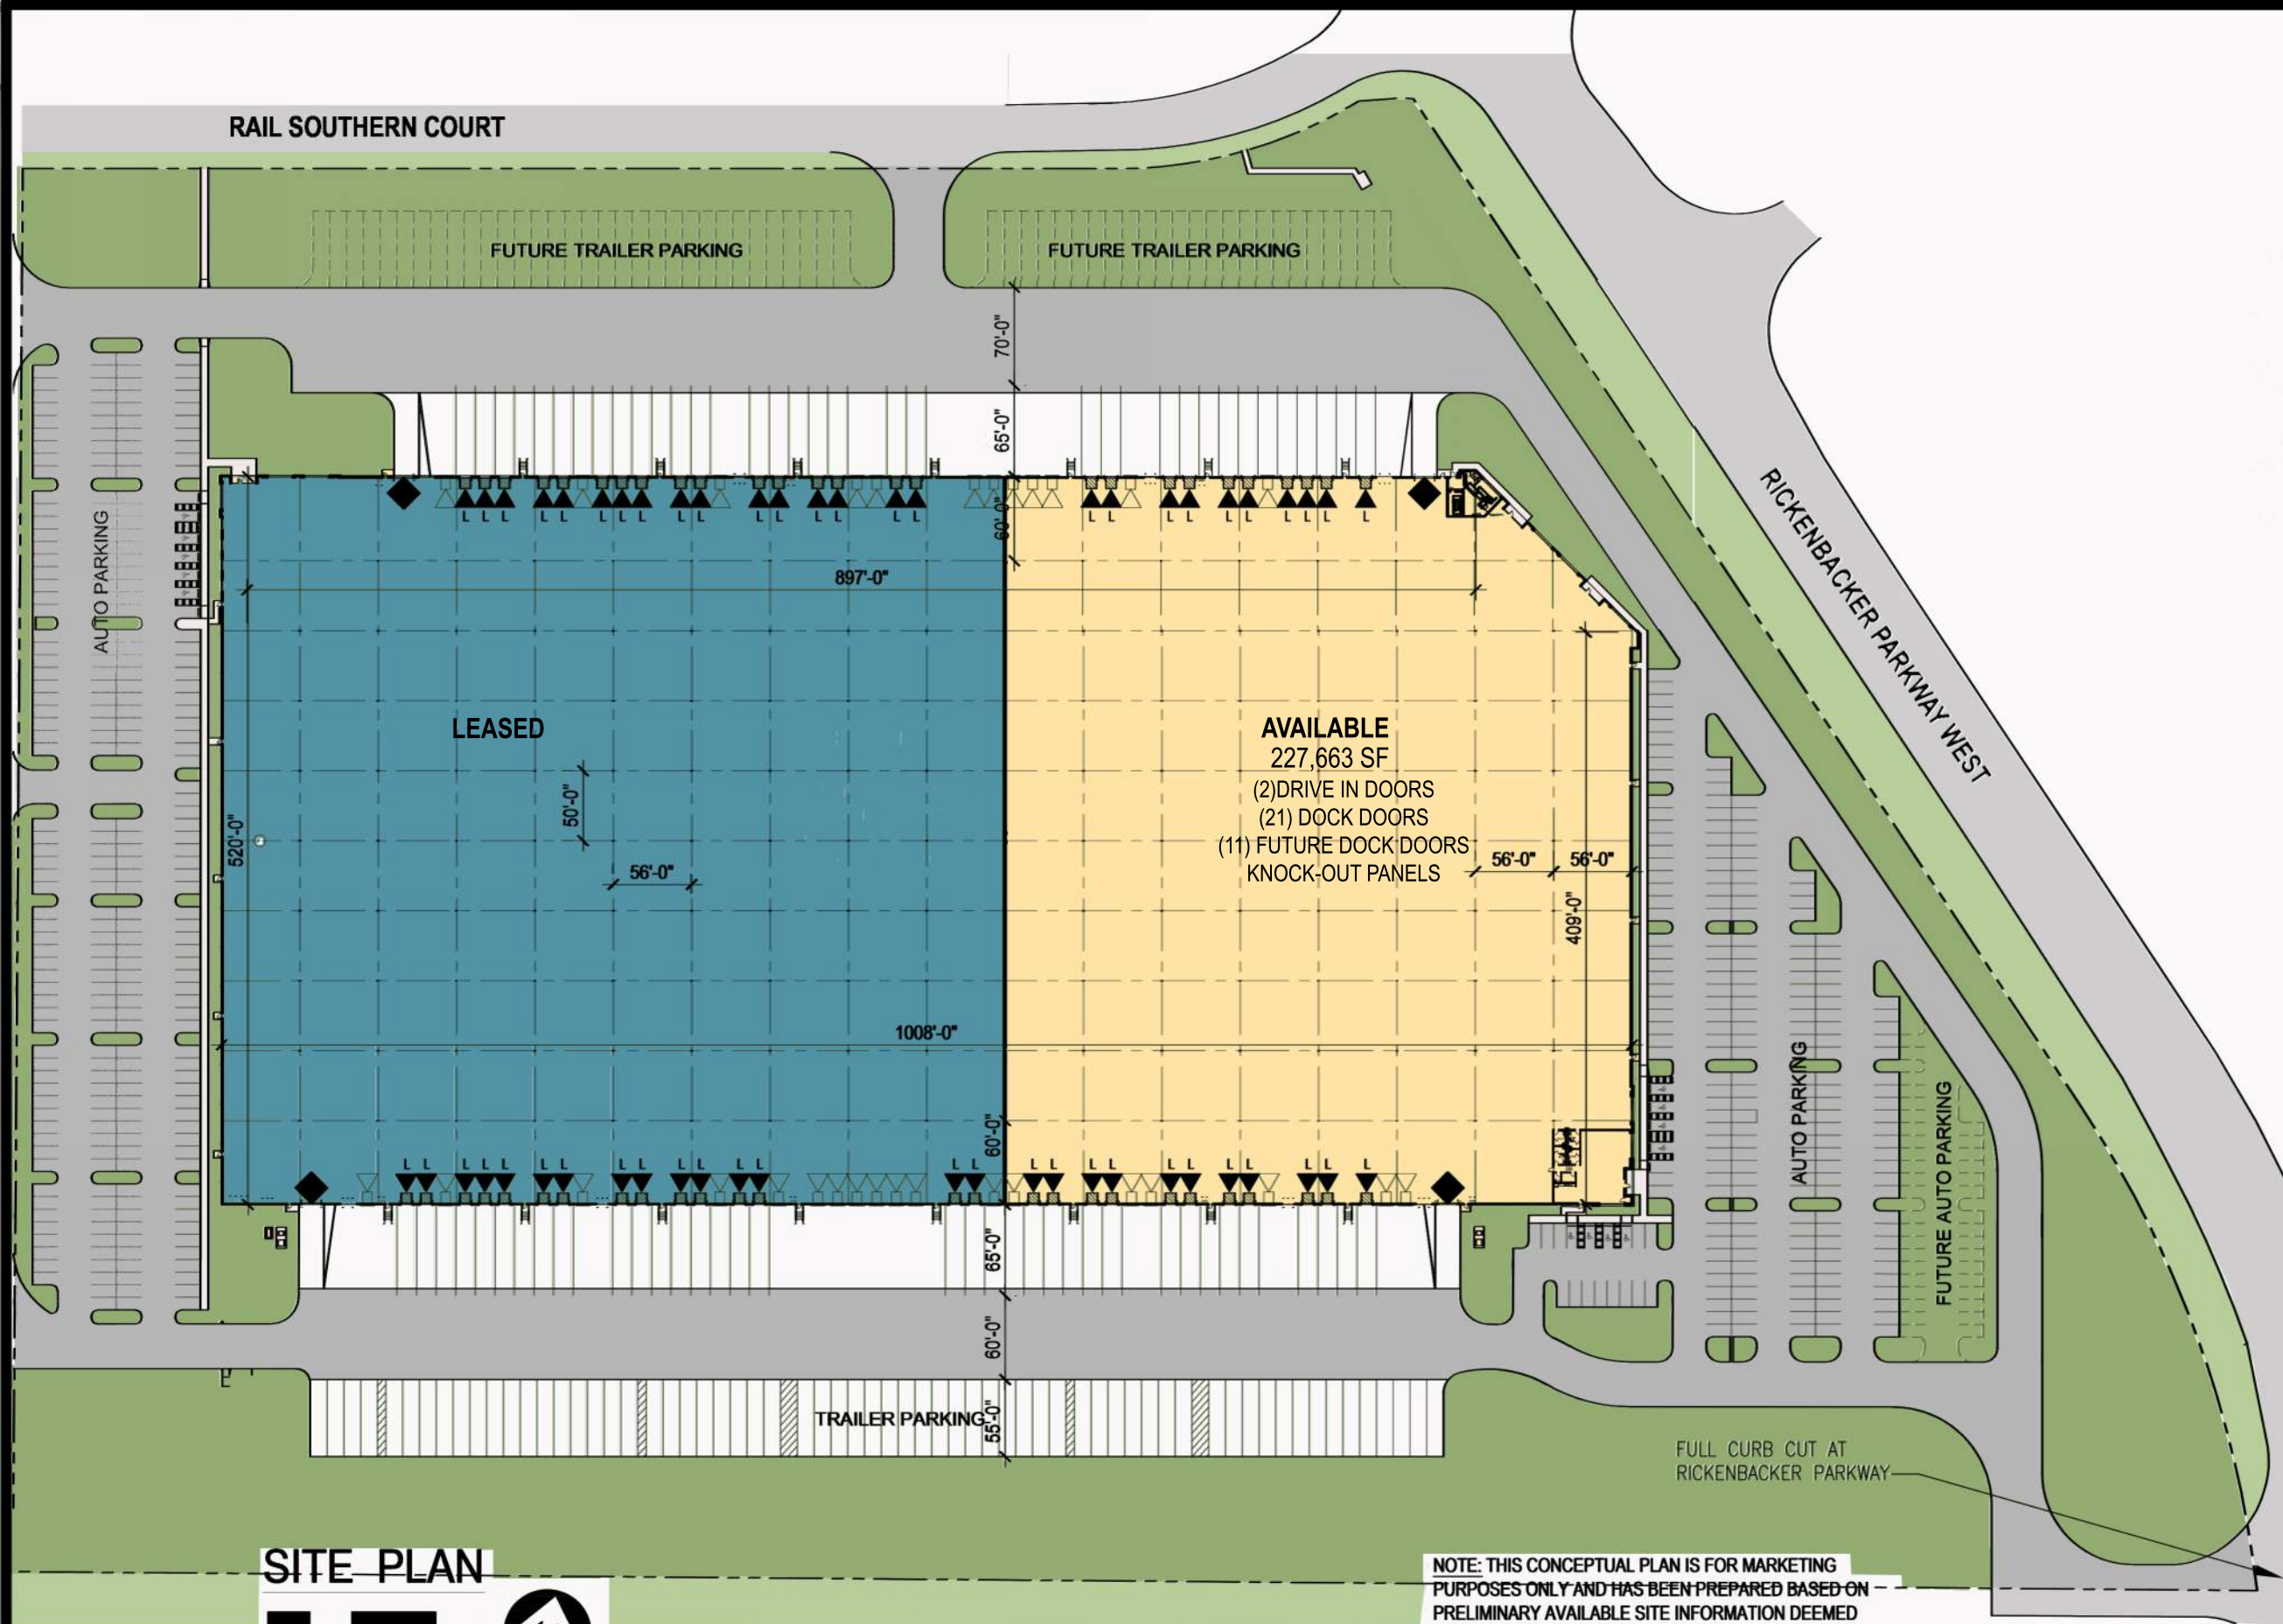 RAIL SOUTHERN COURT
FUTURE TRAILER PARKING
FUTURE TRAILER PARKING
70'-0"
65'-0"
RICKENBACKER PARKWAY WEST
AUTO PARKING
L L L L L L L L L L L L L L L L
L L L L L L L L L L
60'-0"
897'-0"
LEASED
AVAILABLE
227,663 SF
(2)DRIVE IN DOORS
(21) DOCK DOORS
(11) FUTURE DOCK DOORS
KNOCK-OUT PANELS
50'-0"
520'-0"
56'-0"
56'-0"
56'-0"
409'-0"
1008'-0"
AUTO PARKING
FUTURE AUTO PARKING
60'-0"
L L L L L L L L L L L L L L L
L L L L L L L L L L L
65'-0"
60'-0"
TRAILER PARKING
55'-0"
FULL CURB CUT AT
RICKENBACKER PARKWAY
SITE PLAN
NOTE: THIS CONCEPTUAL PLAN IS FOR MARKETING
PURPOSES ONLY AND HAS BEEN PREPARED BASED ON
PRELIMINARY AVAILABLE SITE INFORMATION DEEMED